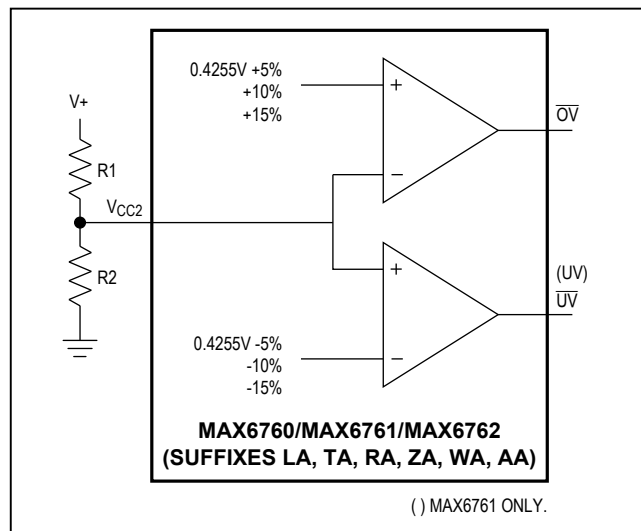 0.4255V +5%
+10%
+15%
+
−
OV
V+
R1
VCC2
R2
+
−
(UV)
UV
0.4255V -5%
-10%
-15%
MAX6760/MAX6761/MAX6762
(SUFFIXES LA, TA, RA, ZA, WA, AA)
( ) MAX6761 ONLY.